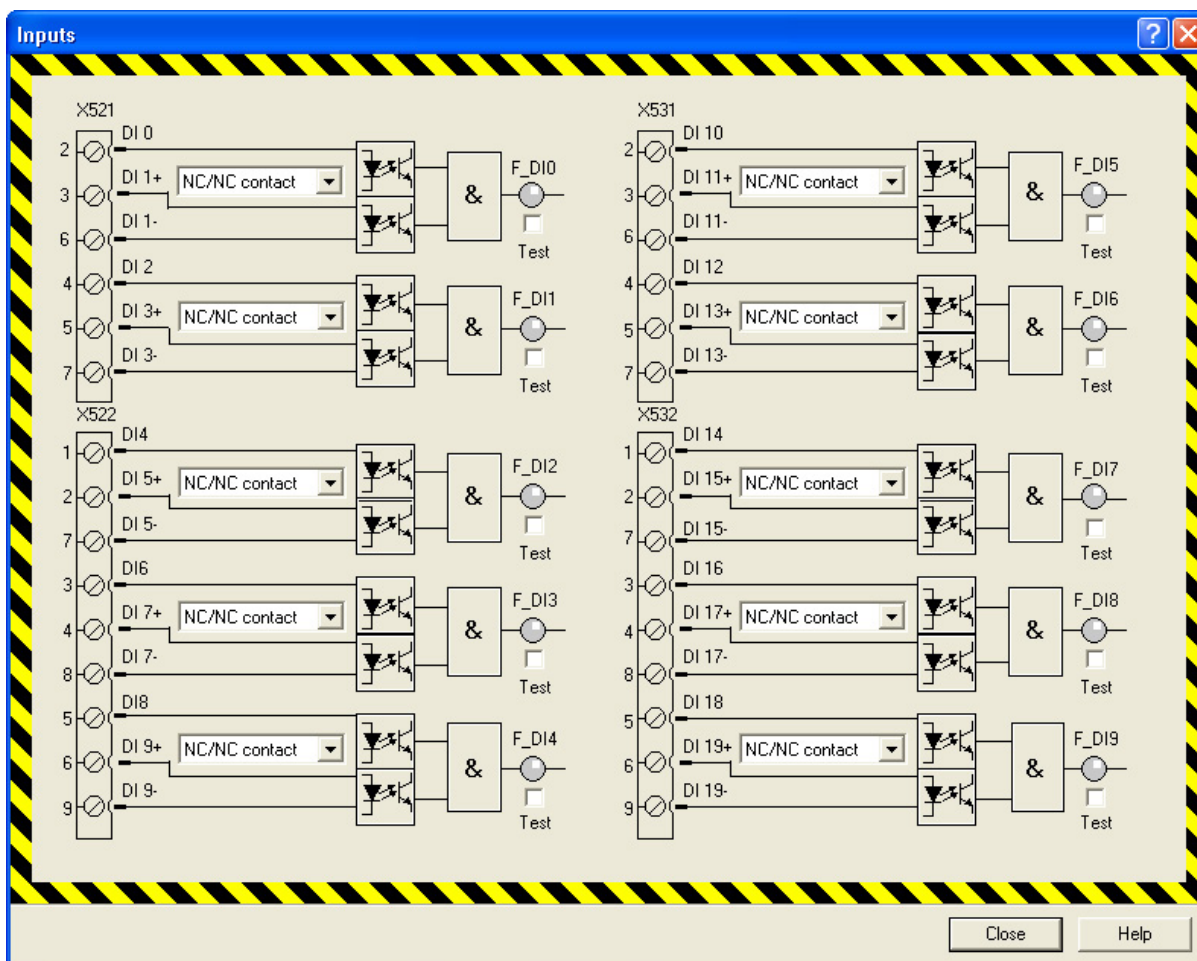 Inputs
X521
2 DI 0
3 DI 1+ NC/NC contact & F_DI0
6 DI 1- Test
4 DI 2
5 DI 3+ NC/NC contact & F_DI1
7 DI 3- Test
X522
1 DI4
2 DI 5+ NC/NC contact & F_DI2
7 DI 5- Test
3 DI6
4 DI 7+ NC/NC contact & F_DI3
8 DI 7- Test
5 DI8
6 DI 9+ NC/NC contact & F_DI4
9 DI 9- Test
X531
2 DI 10
3 DI 11+ NC/NC contact & F_DI5
6 DI 11- Test
4 DI 12
5 DI 13+ NC/NC contact & F_DI6
7 DI 13- Test
X532
1 DI 14
2 DI 15+ NC/NC contact & F_DI7
7 DI 15- Test
3 DI 16
4 DI 17+ NC/NC contact & F_DI8
8 DI 17- Test
5 DI 18
6 DI 19+ NC/NC contact & F_DI9
9 DI 19- Test
Close Help